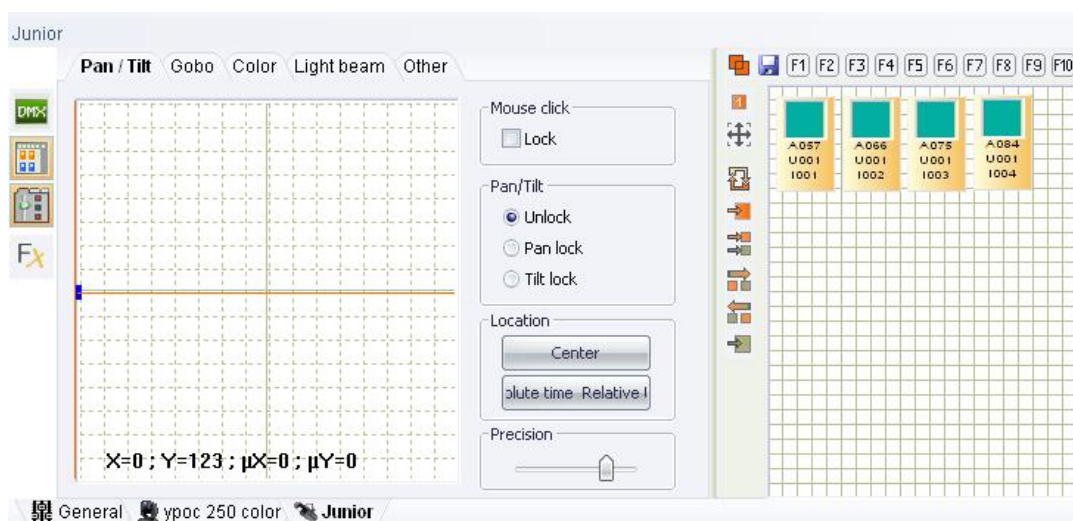 Junior
Pan / Tilt Gobo Color Light beam Other
F1 F2 F3 F4 F5 F6 F7 F8 F9 F10
DMX
Mouse click
Lock
1
A057 A066 A075 A084
U001 U001 U001 U001
I001 I002 I003 I004
Pan/Tilt
Unlock
Pan lock
Tilt lock
Fx
Location
Center
olute time Relative
Precision
X=0 ; Y=123 ; µX=0 ; µY=0
General ypoc 250 color Junior